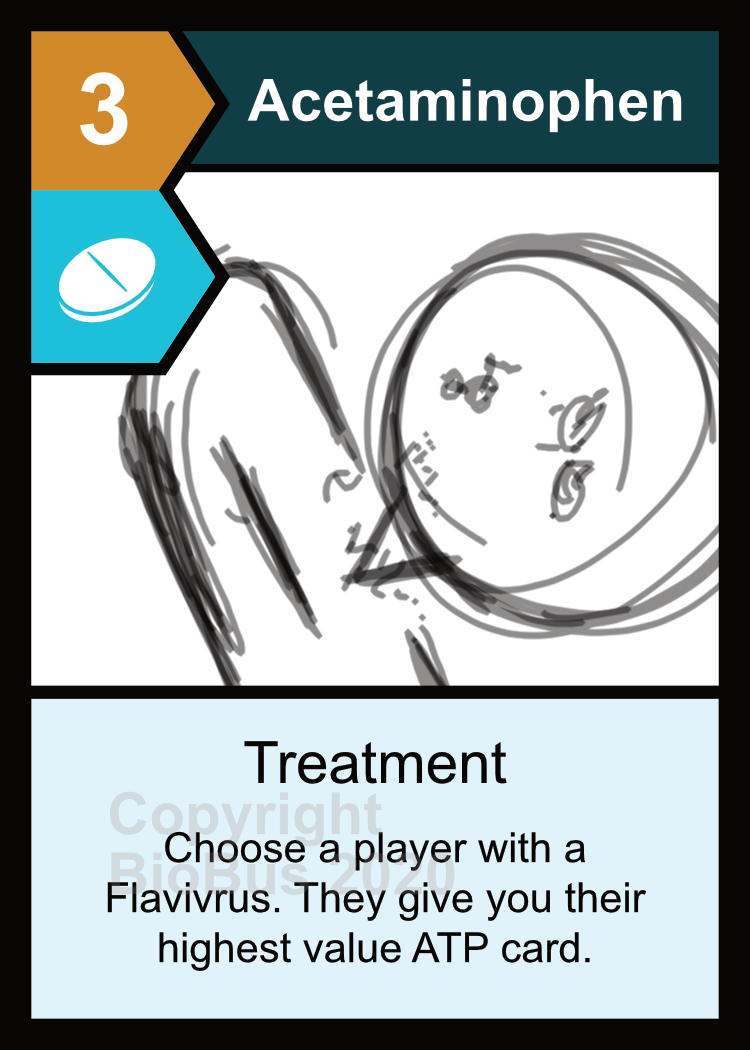 3
Acetaminophen
Treatment
Copyright
BioBus 2020
Choose a player with a
Flavivrus. They give you their
highest value ATP card.